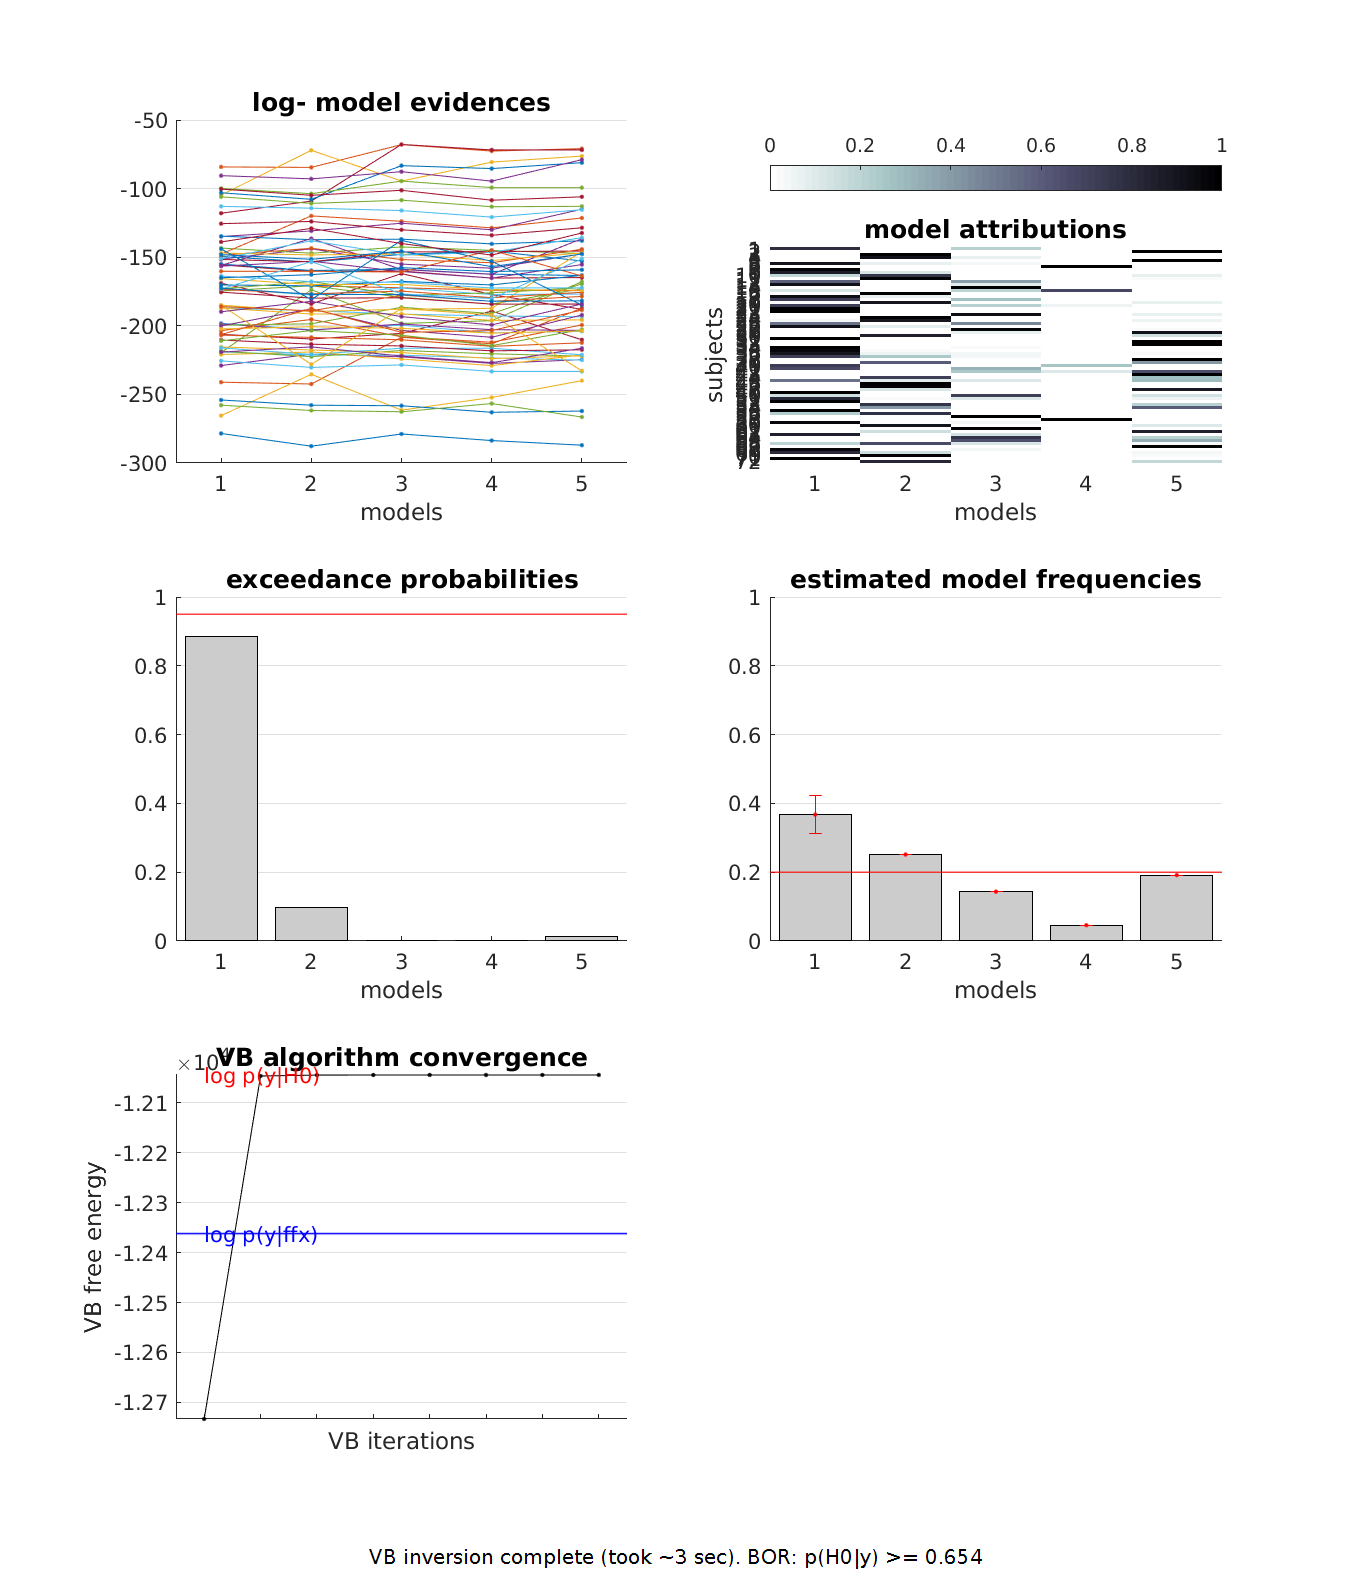 log- model evidences
-50
-100
-150
-200
-250
-300
1 2 3 4 5
models
0 0.2 0.4 0.6 0.8 1
model attributions
subjects
1 2 3 4 5
models
exceedance probabilities
1
0.8
0.6
0.4
0.2
0
1 2 3 4 5
models
estimated model frequencies
1
0.8
0.6
0.4
0.2
0
1 2 3 4 5
models
VB algorithm convergence
log p(y|H0)
-1.21
-1.22
-1.23
log p(y|ffx)
-1.24
-1.25
-1.26
-1.27
VB free energy
VB iterations
VB inversion complete (took ~3 sec). BOR: p(H0|y) >= 0.654